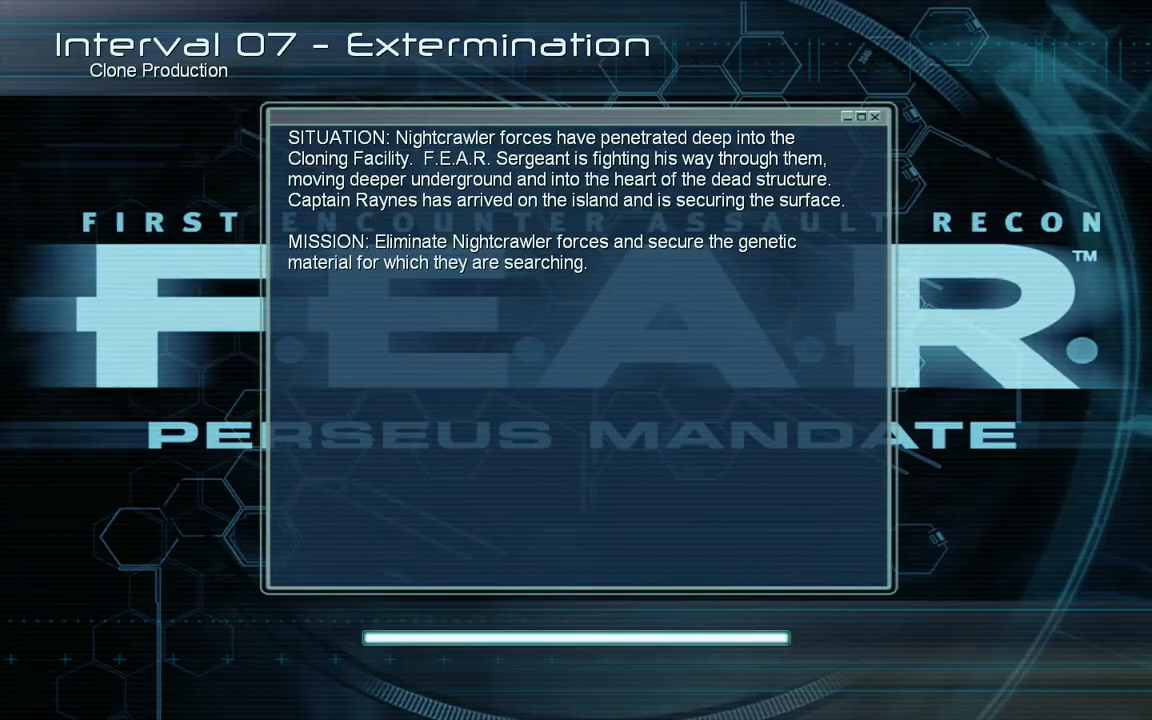 Interval 07 - Extermination
Clone Production
SITUATION: Nightcrawler forces have penetrated deep into the
Cloning Facility. F.E.A.R. Sergeant is fighting his way through them,
moving deeper underground and into the heart of the dead structure.
Captain Raynes has arrived on the island and is securing the surface.
MISSION: Eliminate Nightcrawler forces and secure the genetic
material for which they are searching.
FIRST ENCOUNTER ASSAULT RECON
F.E.A.R.™
PERSEUS MANDATE